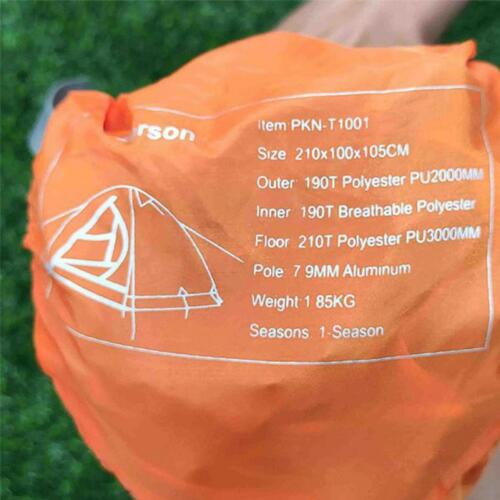 erson
Item PKN-T1001
Size 210x100x105CM
Outer 190T Polyester PU2000MM
Inner 190T Breathable Polyester
Floor 210T Polyester PU3000MM
Pole 7 9MM Aluminum
Weight 1 85KG
Seasons 1-Season